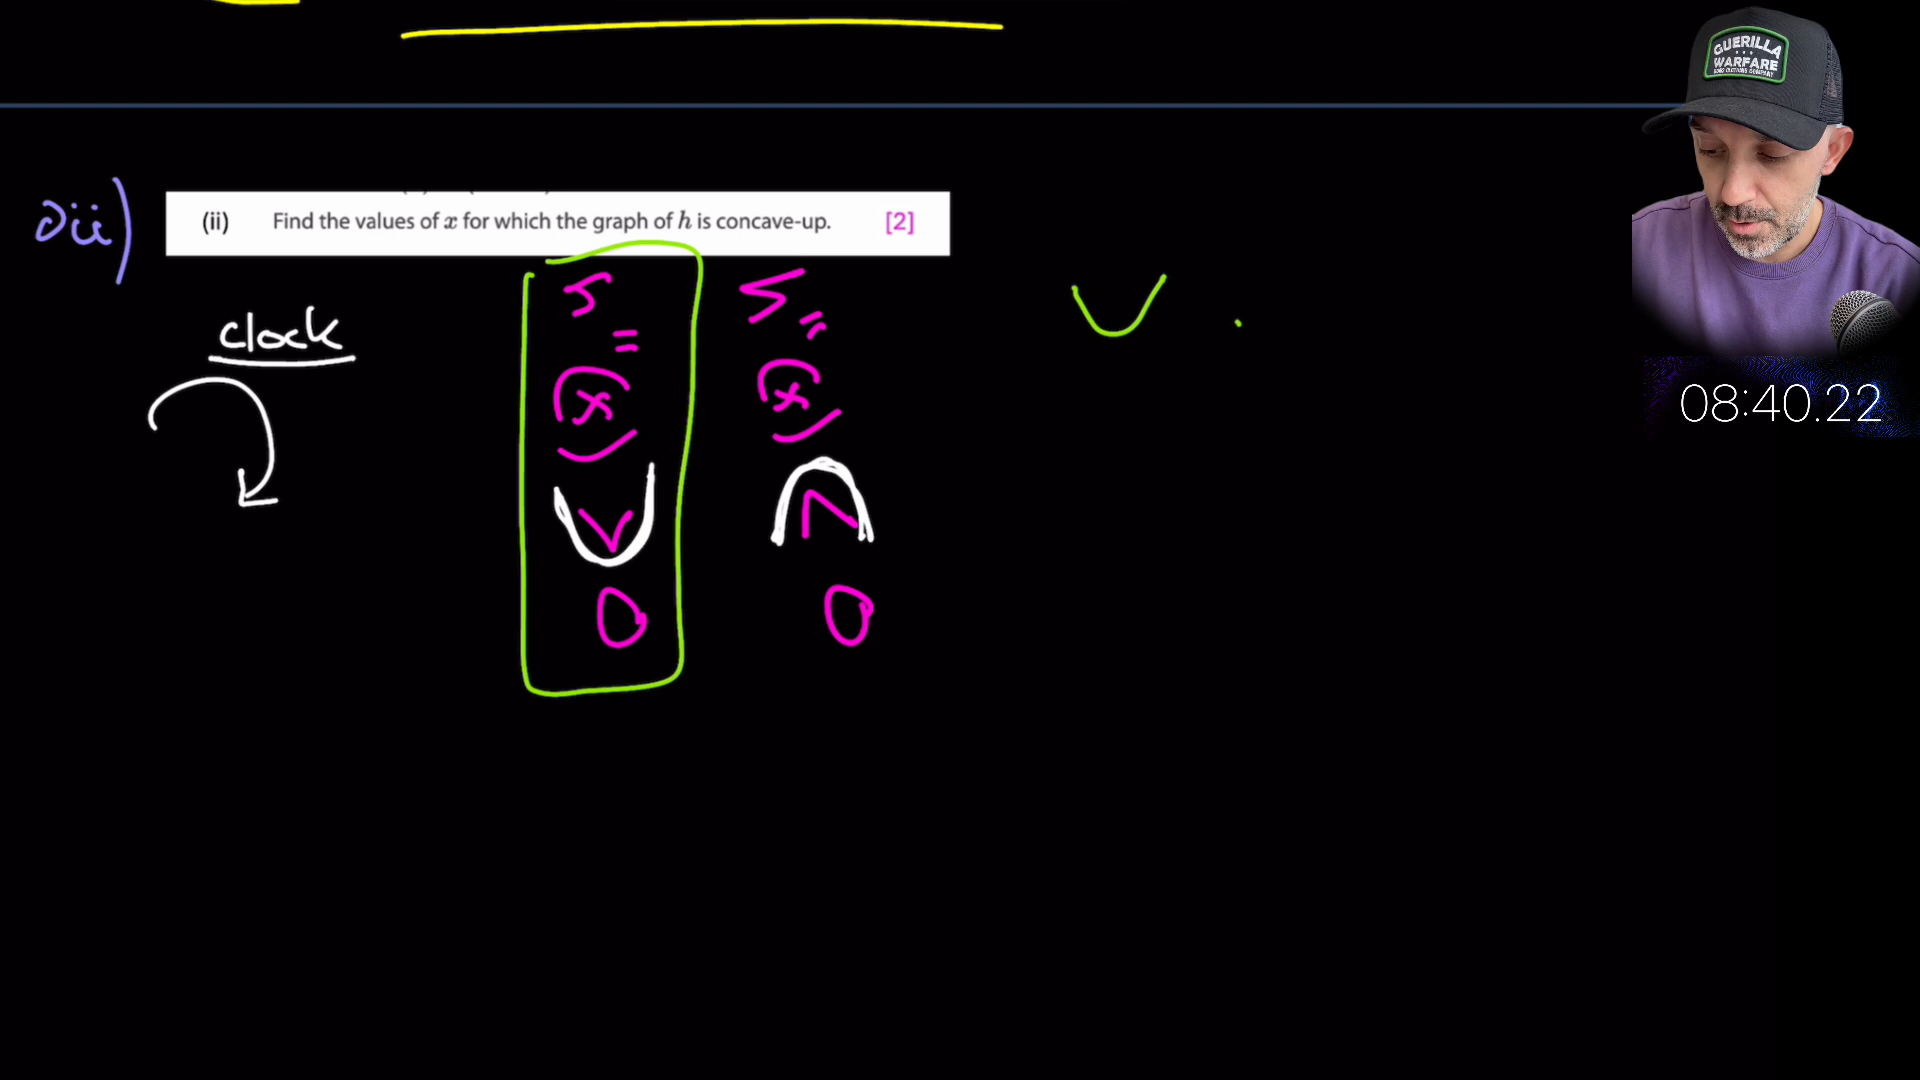 GUERILLA
WARFARE
ii)
(ii) Find the values of x for which the graph of h is concave-up. [2]
clock
(x)
(x)
0
0
08:40.22